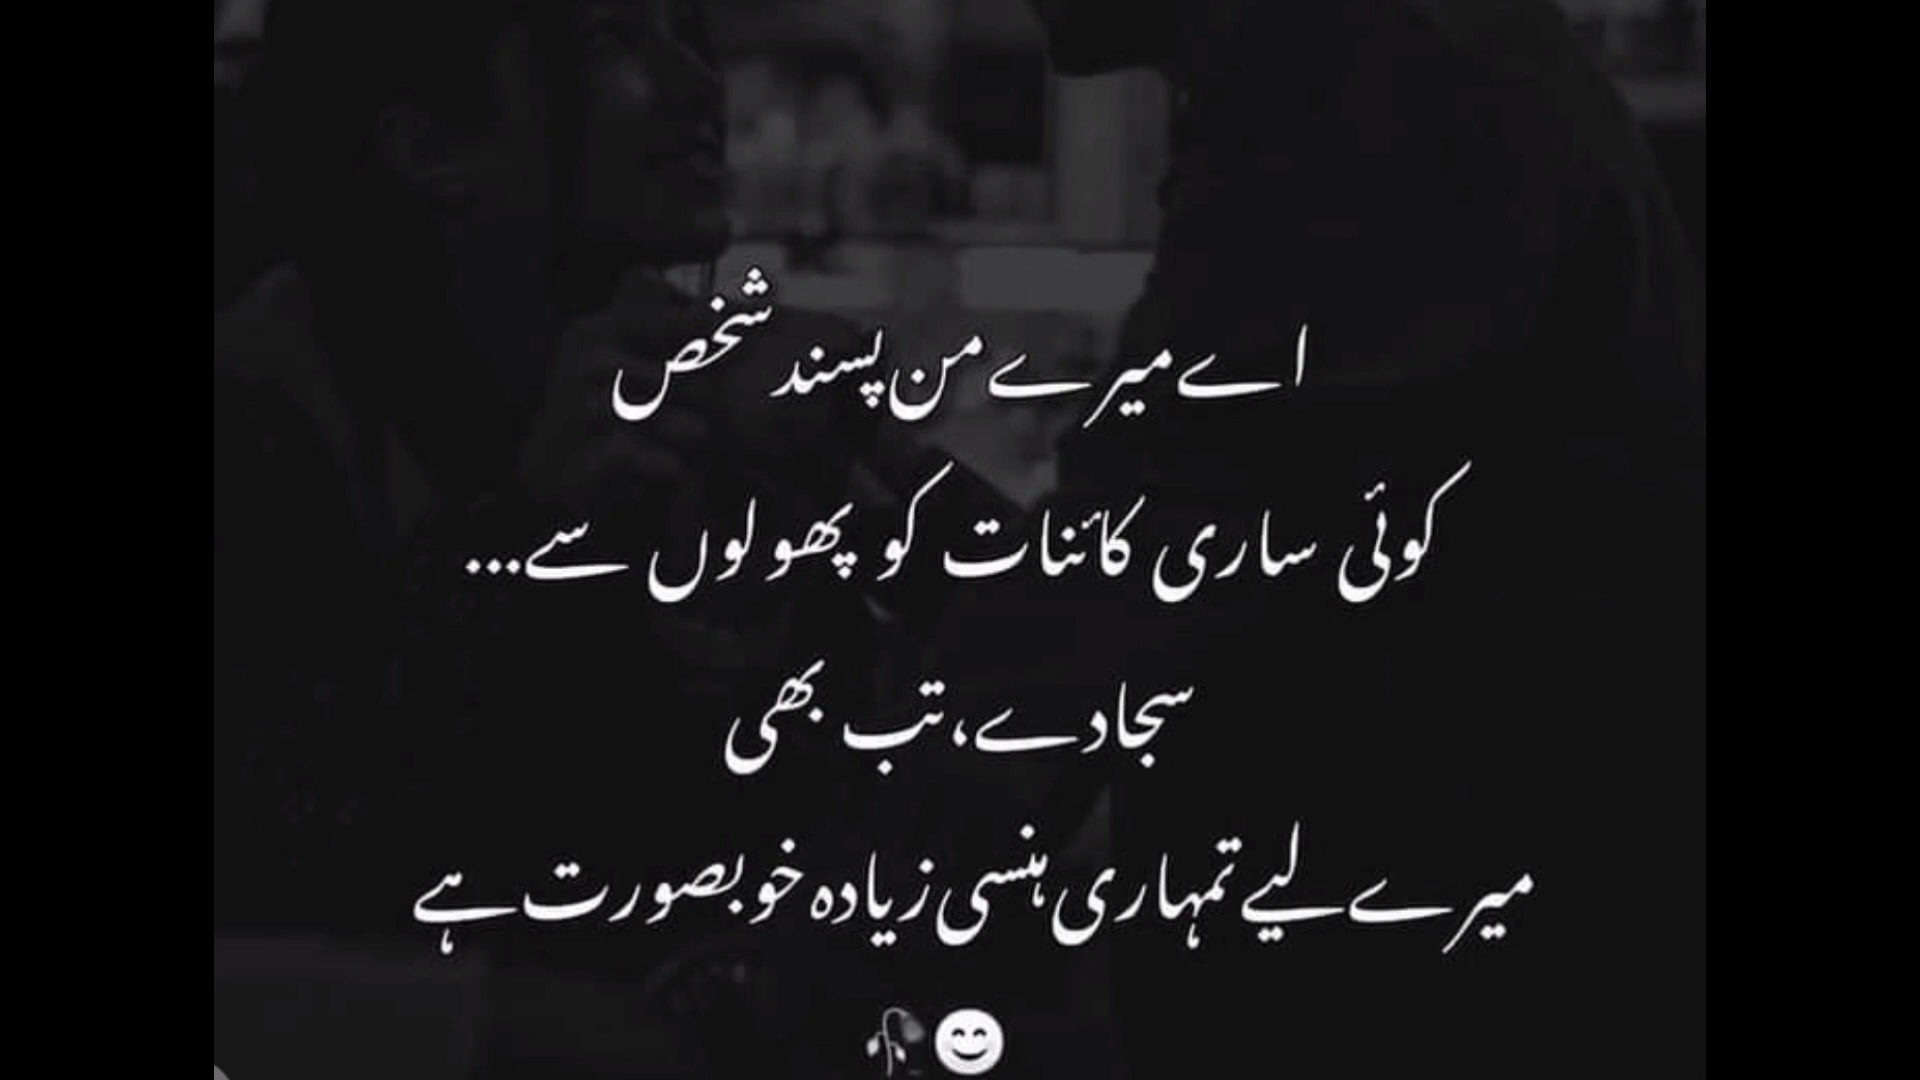 اے میرے من پسند شخص
کوئی ساری کائنات کو پھولوں سے...
سجا دے، تب بھی
میرے لیے تمہاری ہنسی زیادہ خوبصورت ہے
😊🥀